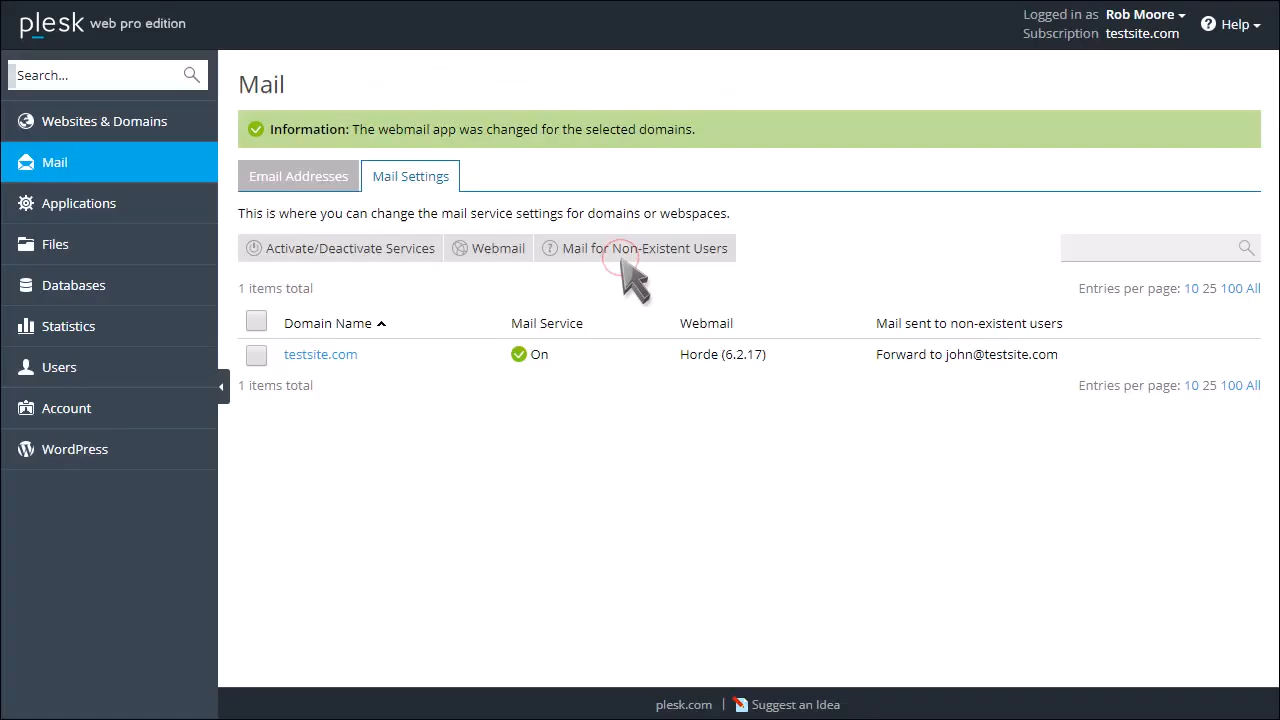 plesk web pro edition
Logged in as Rob Moore
Subscription testsite.com
Help
Search...
Websites & Domains
Mail
Applications
Files
Databases
Statistics
Users
Account
WordPress
Mail
Information: The webmail app was changed for the selected domains.
Email Addresses
Mail Settings
This is where you can change the mail service settings for domains or webspaces.
Activate/Deactivate Services
Webmail
Mail for Non-Existent Users
1 items total
Entries per page: 10 25 100 All
Domain Name Mail Service Webmail Mail sent to non-existent users
testsite.com On Horde (6.2.17) Forward to john@testsite.com
1 items total
Entries per page: 10 25 100 All
plesk.com | Suggest an Idea